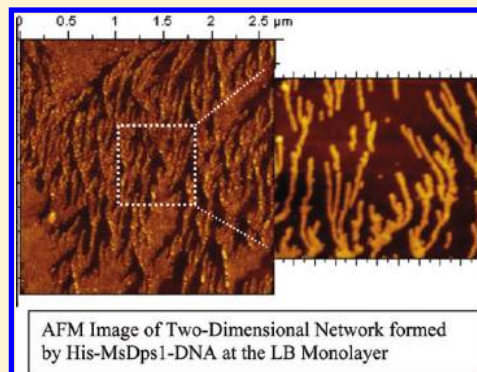 0 0.5 1 1.5 2 2.5 µm
AFM Image of Two-Dimensional Network formed
by His-MsDps1-DNA at the LB Monolayer